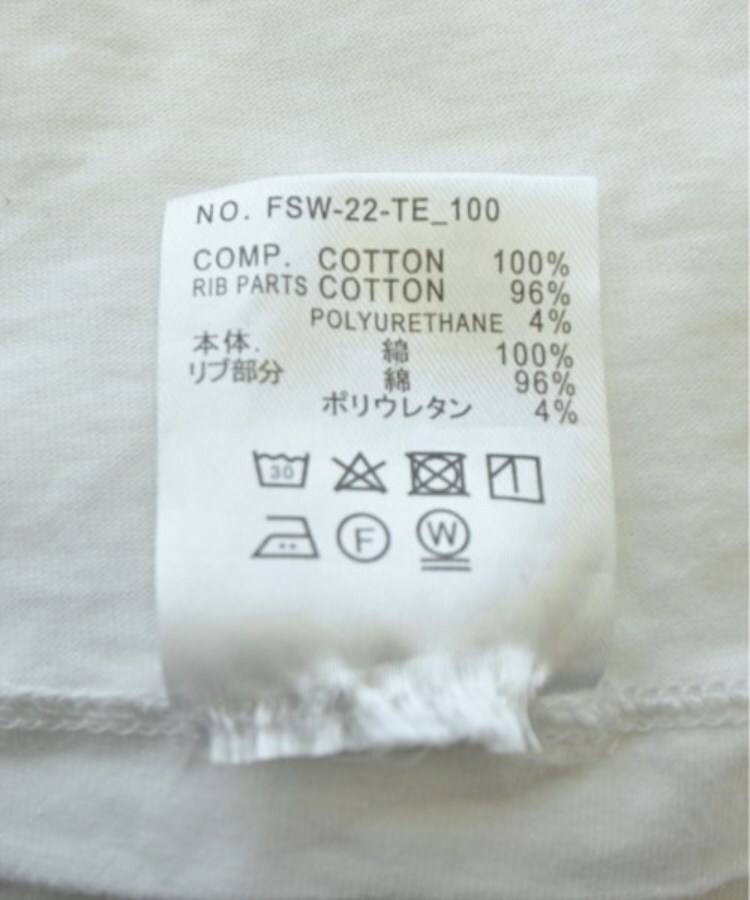 NO. FSW-22-TE_100
COMP. COTTON 100%
RIB PARTS COTTON 96%
POLYURETHANE 4%
本体. 綿 100%
リブ部分 綿 96%
ポリウレタン 4%
30
F W